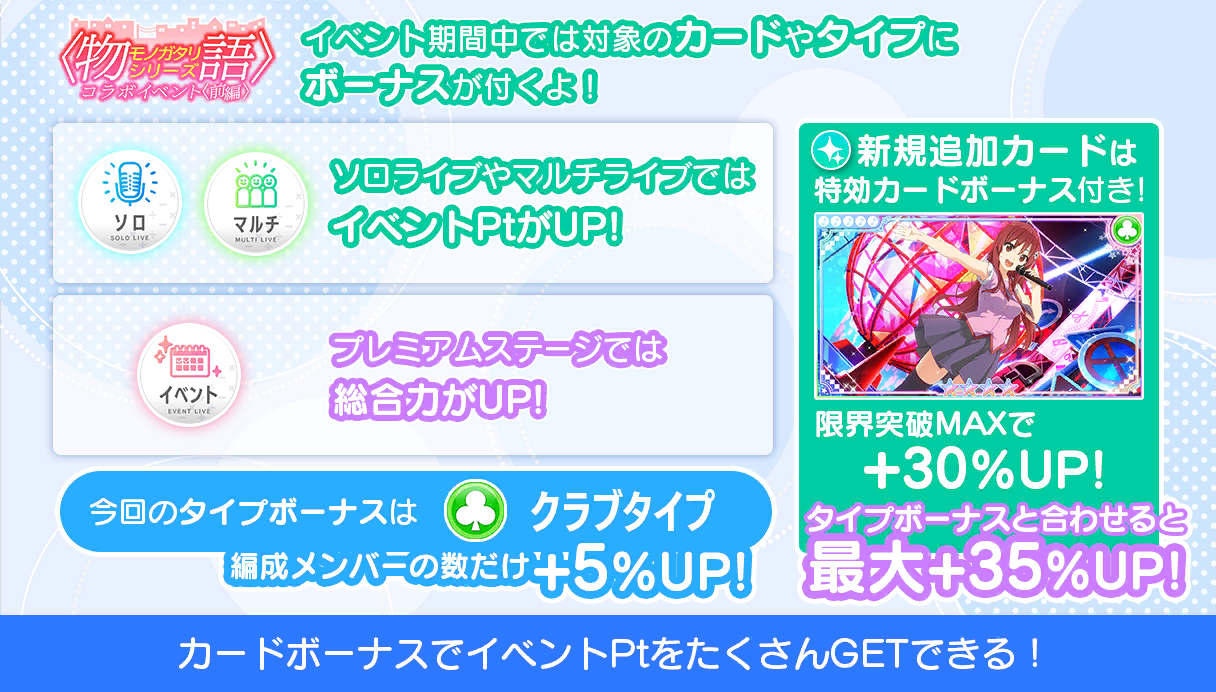 〈物語〉
モノガタリ
シリーズ
コラボイベント〈前編〉
イベント期間中では対象のカードやタイプに
ボーナスが付くよ！
ソロ
SOLO LIVE
マルチ
MULTI LIVE
ソロライブやマルチライブでは
イベントPtがUP!
イベント
EVENT LIVE
プレミアムステージでは
総合力がUP!
今回のタイプボーナスは
クラブタイプ
編成メンバーの数だけ+5%UP!
新規追加カードは
特効カードボーナス付き!
限界突破MAXで
+30%UP!
タイプボーナスと合わせると
最大+35%UP!
カードボーナスでイベントPtをたくさんGETできる！